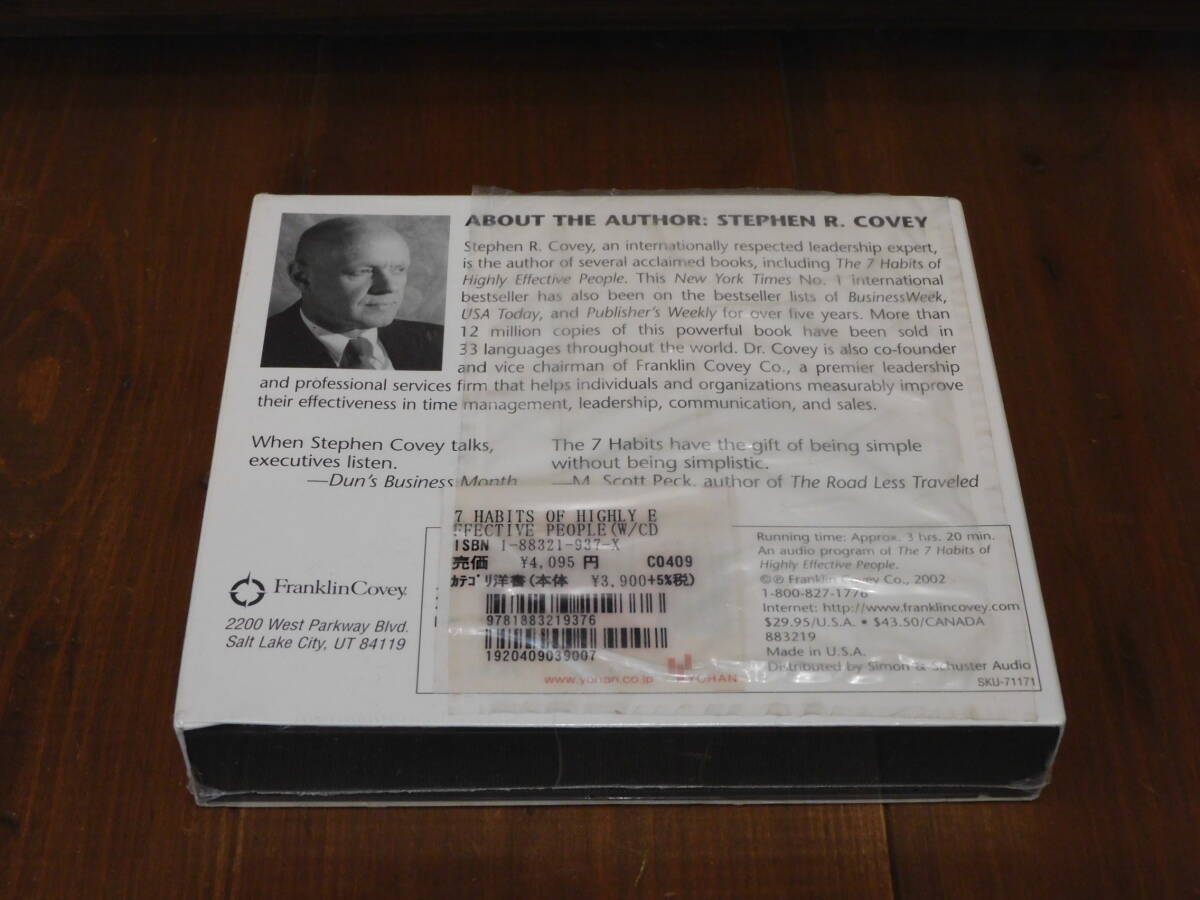 ABOUT THE AUTHOR: STEPHEN R. COVEY
Stephen R. Covey, an internationally respected leadership expert,
is the author of several acclaimed books, including The 7 Habits of
Highly Effective People. This New York Times No. 1 international
bestseller has also been on the bestseller lists of BusinessWeek,
USA Today, and Publisher's Weekly for over five years. More than
12 million copies of this powerful book have been sold in
33 languages throughout the world. Dr. Covey is also co-founder
and vice chairman of Franklin Covey Co., a premier leadership
and professional services firm that helps individuals and organizations measurably improve
their effectiveness in time management, leadership, communication, and sales.
When Stephen Covey talks,
executives listen.
—Dun's Business Month
The 7 Habits have the gift of being simple
without being simplistic.
—M. Scott Peck, author of The Road Less Traveled
7 HABITS OF HIGHLY E
FFECTIVE PEOPLE(W/CD
ISBN 1-88321-937-X
売価 ¥4,095 円 C0409
カテゴリ洋書(本体 ¥3,900+5%税)
9781883219376
1920409039007
www.yohan.co.jp YOHAN
FranklinCovey.
2200 West Parkway Blvd.
Salt Lake City, UT 84119
Running time: Approx. 3 hrs. 20 min.
An audio program of The 7 Habits of
Highly Effective People.
©℗ Franklin Covey Co., 2002
1-800-827-1776
Internet: http://www.franklincovey.com
$29.95/U.S.A. • $43.50/CANADA
883219
Made in U.S.A.
Distributed by Simon & Schuster Audio
SKU-71171